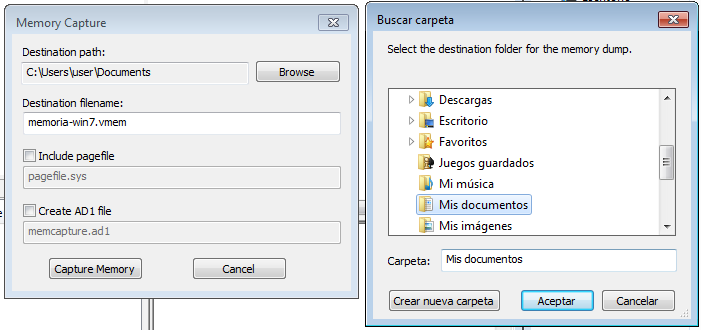 Memory Capture
Destination path:
C:\Users\user\Documents
Browse
Destination filename:
memoria-win7.vmem
Include pagefile
pagefile.sys
Create AD1 file
memcapture.ad1
Capture Memory
Cancel
Buscar carpeta
Select the destination folder for the memory dump.
Descargas
Escritorio
Favoritos
Juegos guardados
Mi música
Mis documentos
Mis imágenes
Carpeta:
Mis documentos
Crear nueva carpeta
Aceptar
Cancelar